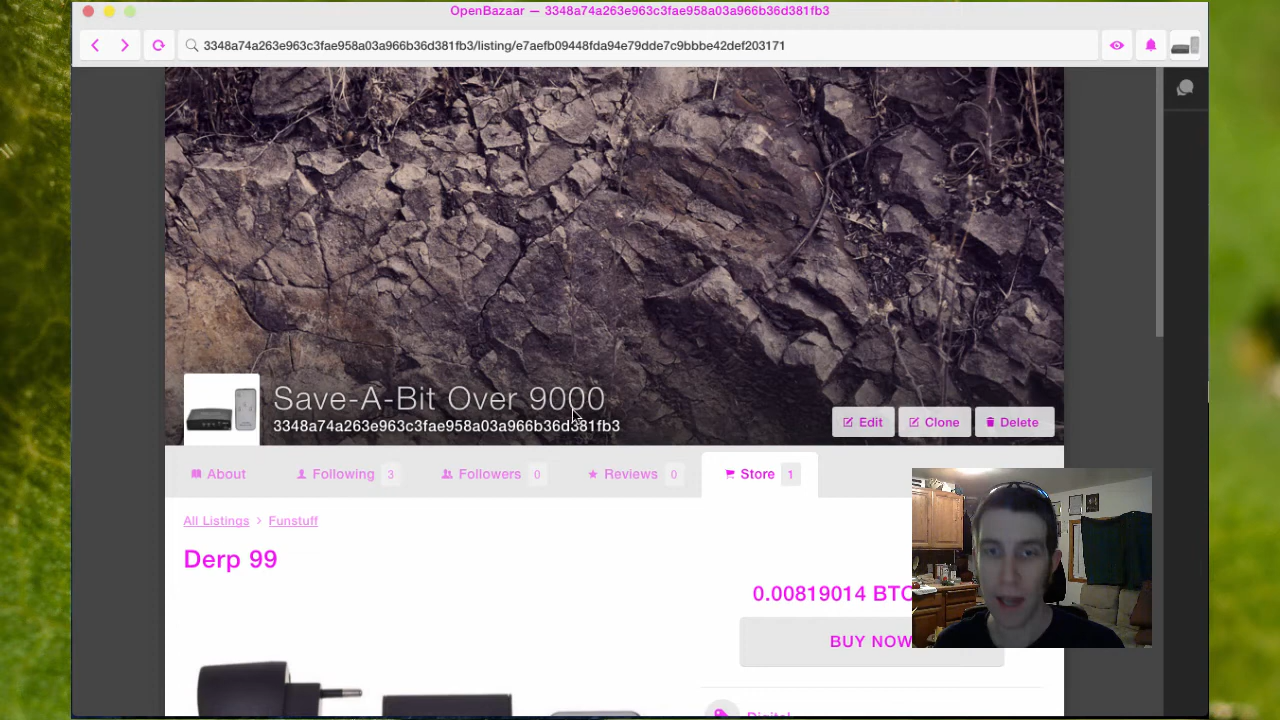 OpenBazaar — 3348a74a263e963c3fae958a03a966b36d381fb3
3348a74a263e963c3fae958a03a966b36d381fb3/listing/e7aefb09448fda94e79dde7c9bbbe42def203171
Save-A-Bit Over 9000
3348a74a263e963c3fae958a03a966b36d381fb3
Edit Clone Delete
About Following 3 Followers 0 Reviews 0 Store 1
All Listings > Funstuff
Derp 99
0.00819014 BTC
BUY NOW
Digital